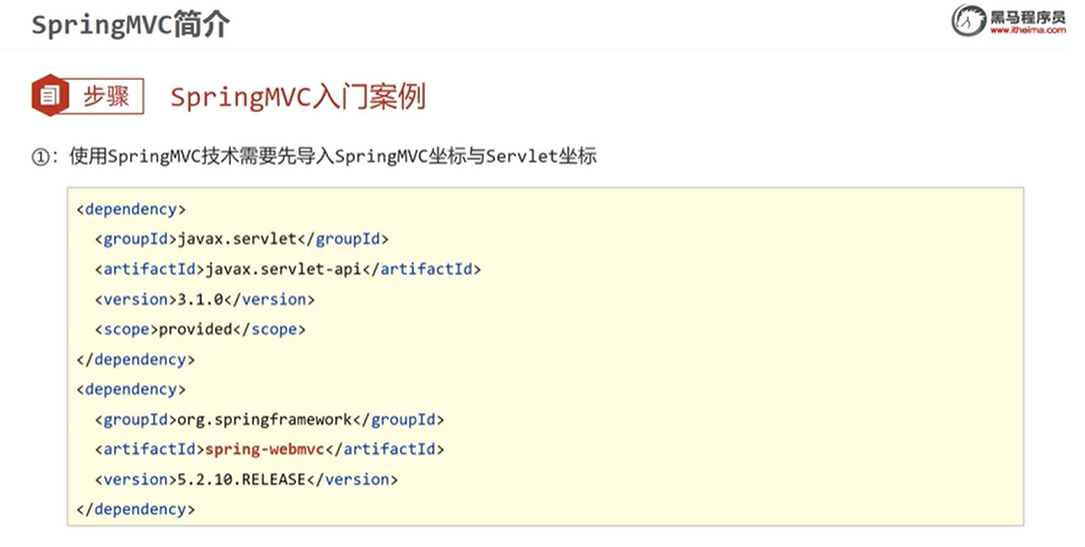 SpringMVC简介
黑马程序员
www.itheima.com
步骤
SpringMVC入门案例
①：使用SpringMVC技术需要先导入SpringMVC坐标与Servlet坐标
<dependency>
  <groupId>javax.servlet</groupId>
  <artifactId>javax.servlet-api</artifactId>
  <version>3.1.0</version>
  <scope>provided</scope>
</dependency>
<dependency>
  <groupId>org.springframework</groupId>
  <artifactId>spring-webmvc</artifactId>
  <version>5.2.10.RELEASE</version>
</dependency>